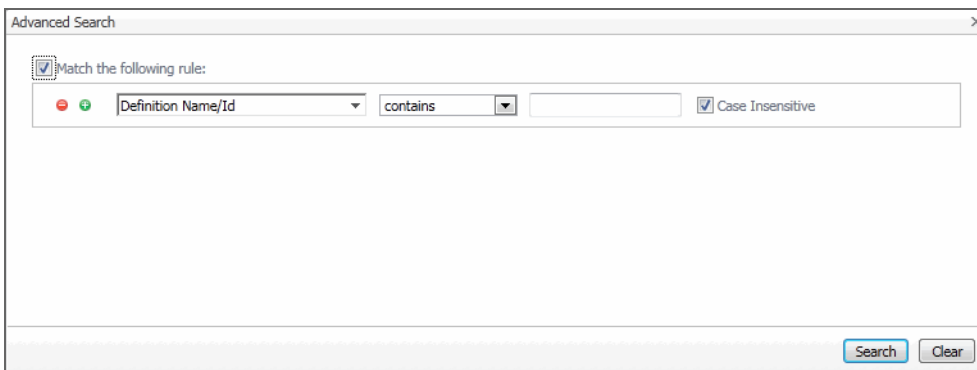 Advanced Search
Match the following rule:
Definition Name/Id contains Case Insensitive
Search Clear